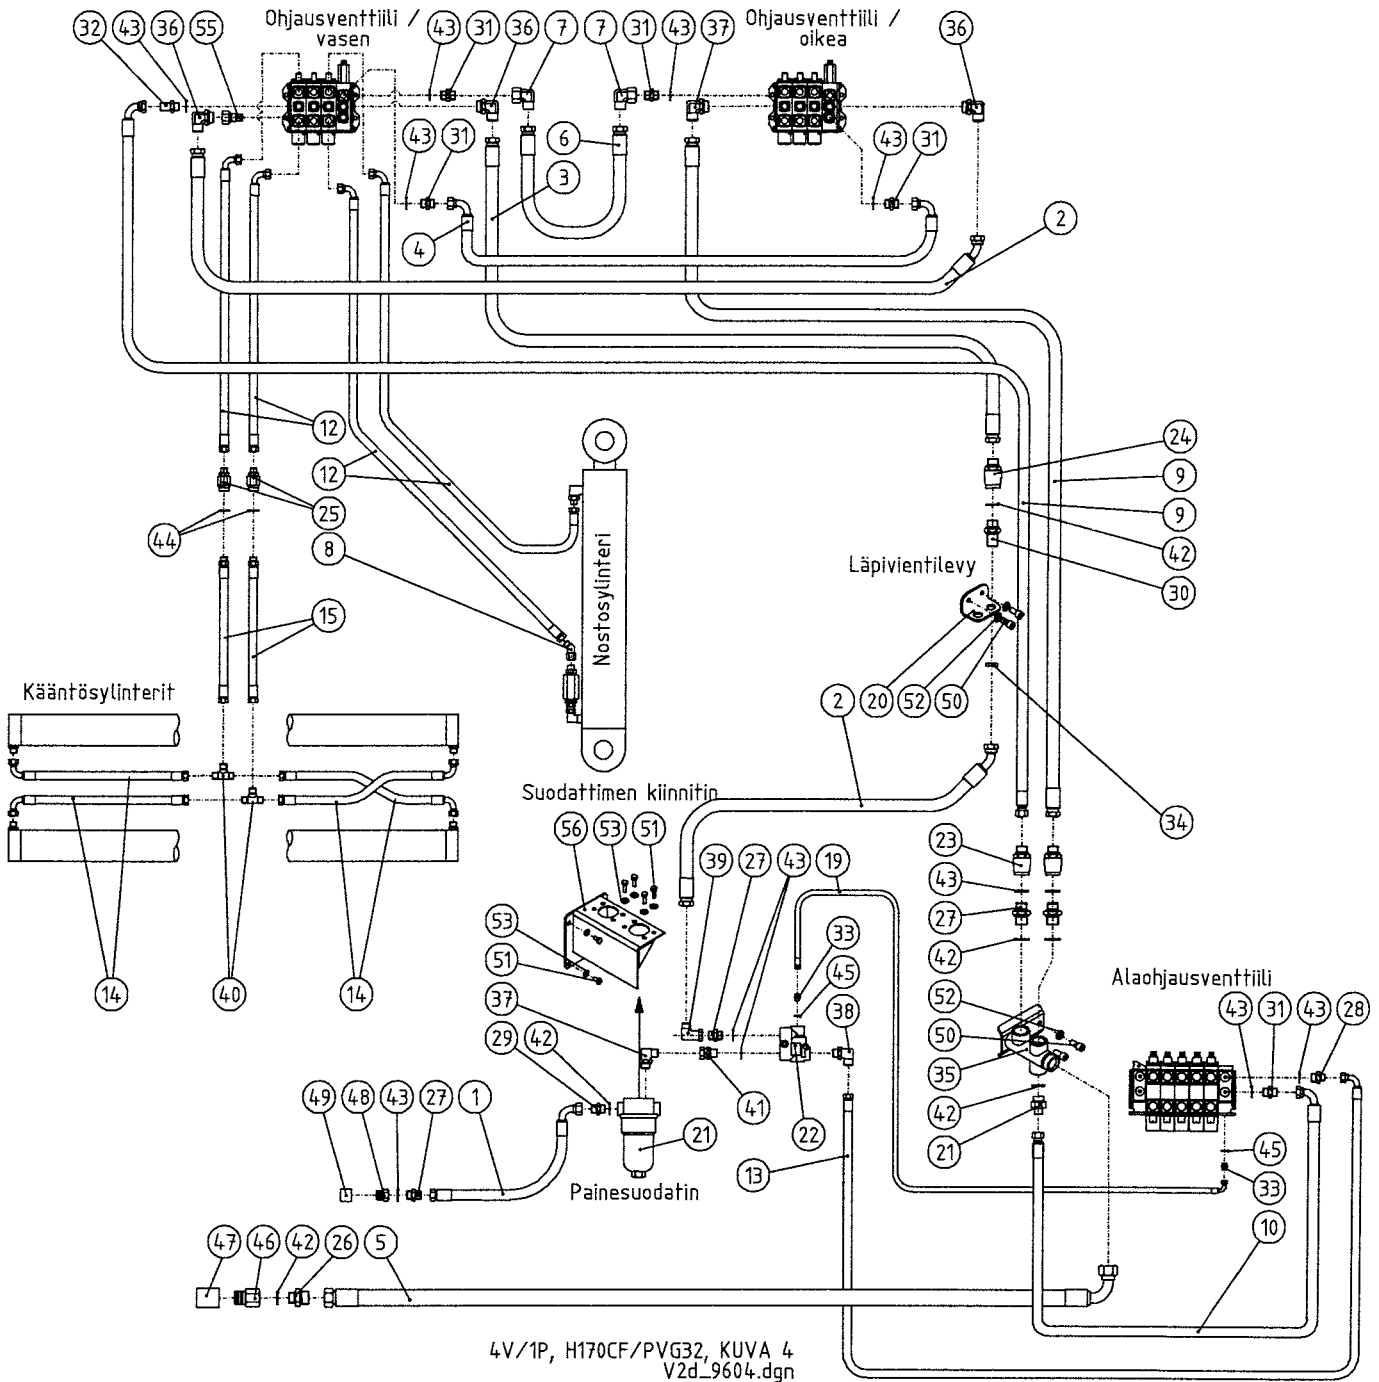 Ohjausventtiili /
vasen
Ohjausventtiili /
oikea
32 43 36 55 43 31 36 7 7 31 43 37 36
43 31 6 43 31
3
4 2
12
12
24
9
9
25
44
8
42
Läpivientilevy
30
Nostosylinteri
15
Kääntösylinterit
2 20 52 50
34
Suodattimen kiinnitin
56 53 51
39 27 43 19 23
43
27
53
33
51
45
42
14 40 14
Alaohjausventtiili
37
38
52
43 31 43 28
29 42
50
35
49 48 43 27 1
41
42
21
22
21
13
45
33
Painesuodatin
47 46 42 26 5
10
4V/1P, H170CF/PVG32, KUVA 4
V2d_9604.dgn